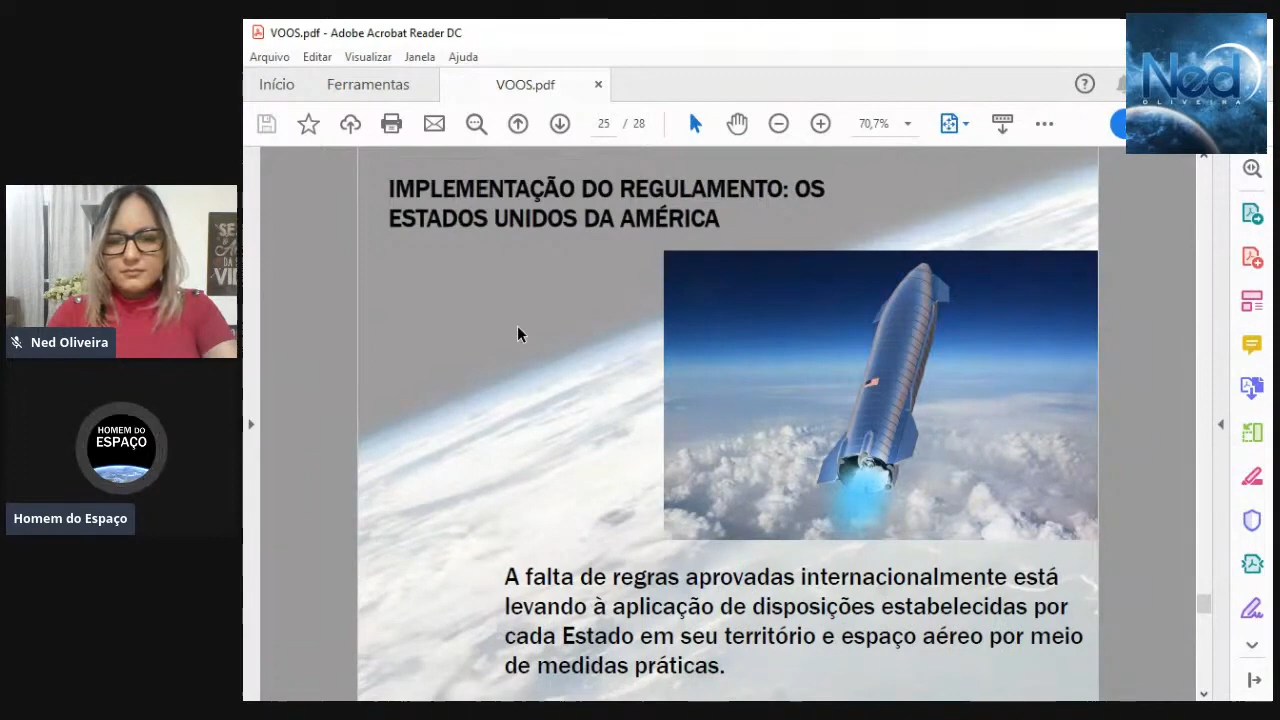 VOOS.pdf - Adobe Acrobat Reader DC
Arquivo Editar Visualizar Janela Ajuda
Início Ferramentas VOOS.pdf
25 / 28 70,7%
Ned
OLIVEIRA
IMPLEMENTAÇÃO DO REGULAMENTO: OS
ESTADOS UNIDOS DA AMÉRICA
A falta de regras aprovadas internacionalmente está
levando à aplicação de disposições estabelecidas por
cada Estado em seu território e espaço aéreo por meio
de medidas práticas.
Ned Oliveira
HOMEM DO
ESPAÇO
Homem do Espaço